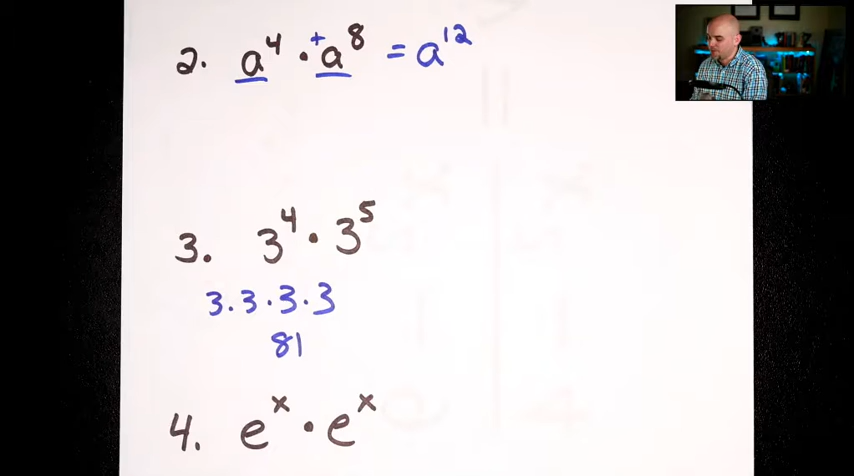 2. a⁴ · ⁺ a⁸ = a¹²
3. 3⁴ · 3⁵
3 · 3 · 3 · 3
81
4. eˣ · eˣ